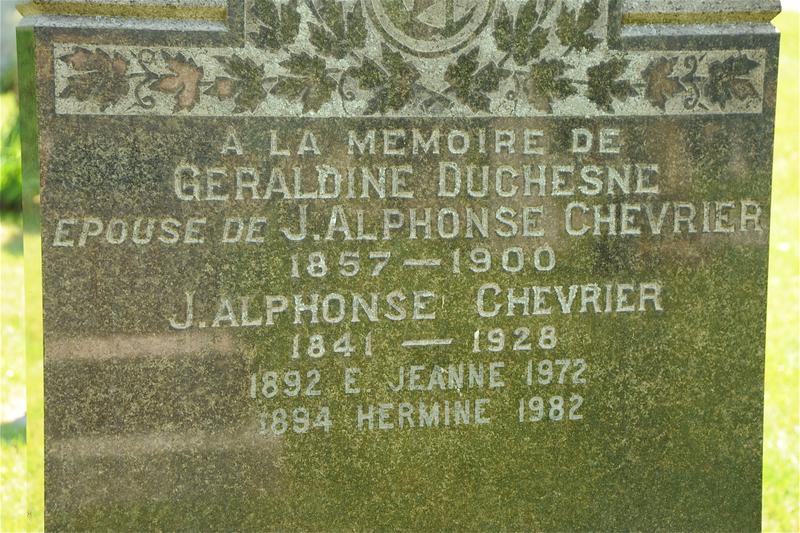 A LA MEMOIRE DE
GERALDINE DUCHESNE
EPOUSE DE J. ALPHONSE CHEVRIER
1857 — 1900
J. ALPHONSE CHEVRIER
1841 — 1928
1892 E. JEANNE 1972
1894 HERMINE 1982